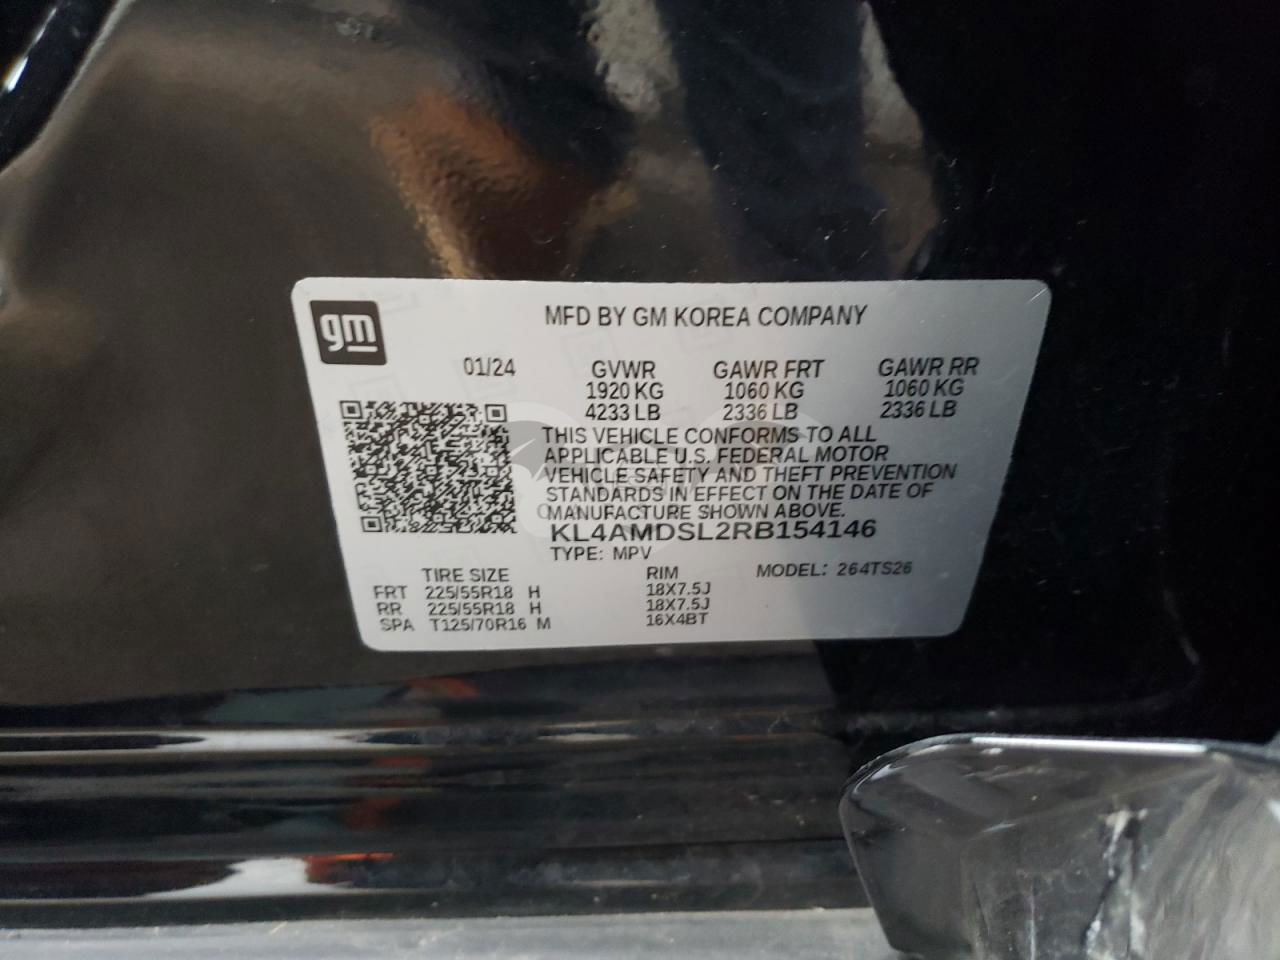 gm
MFD BY GM KOREA COMPANY
01/24 GVWR GAWR FRT GAWR RR
1920 KG 1060 KG 1060 KG
4233 LB 2336 LB 2336 LB
THIS VEHICLE CONFORMS TO ALL
APPLICABLE U.S. FEDERAL MOTOR
VEHICLE SAFETY AND THEFT PREVENTION
STANDARDS IN EFFECT ON THE DATE OF
MANUFACTURE SHOWN ABOVE.
KL4AMDSL2RB154146
TYPE: MPV
TIRE SIZE RIM MODEL: 264TS26
FRT 225/55R18 H 18X7.5J
RR 225/55R18 H 18X7.5J
SPA T125/70R16 M 16X4BT